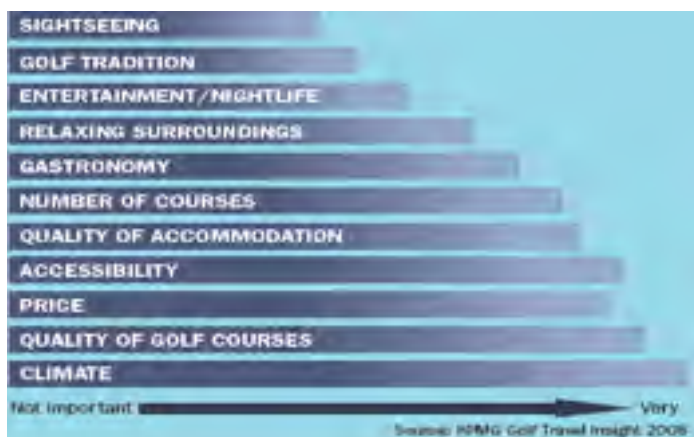 SIGHTSEEING
GOLF TRADITION
ENTERTAINMENT/NIGHTLIFE
RELAXING SURROUNDINGS
GASTRONOMY
NUMBER OF COURSES
QUALITY OF ACCOMMODATION
ACCESSIBILITY
PRICE
QUALITY OF GOLF COURSES
CLIMATE
Not important Very
Source: KPMG Golf Travel Insight